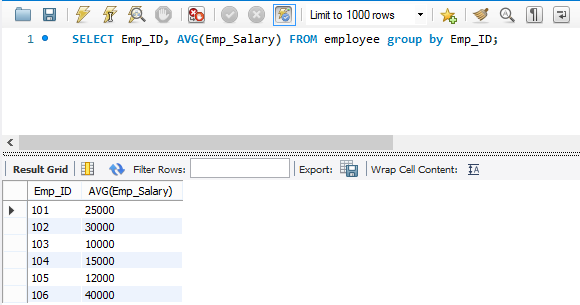 Limit to 1000 rows
1 SELECT Emp_ID, AVG(Emp_Salary) FROM employee group by Emp_ID;
Result Grid Filter Rows: Export: Wrap Cell Content:
Emp_ID AVG(Emp_Salary)
101 25000
102 30000
103 10000
104 15000
105 12000
106 40000